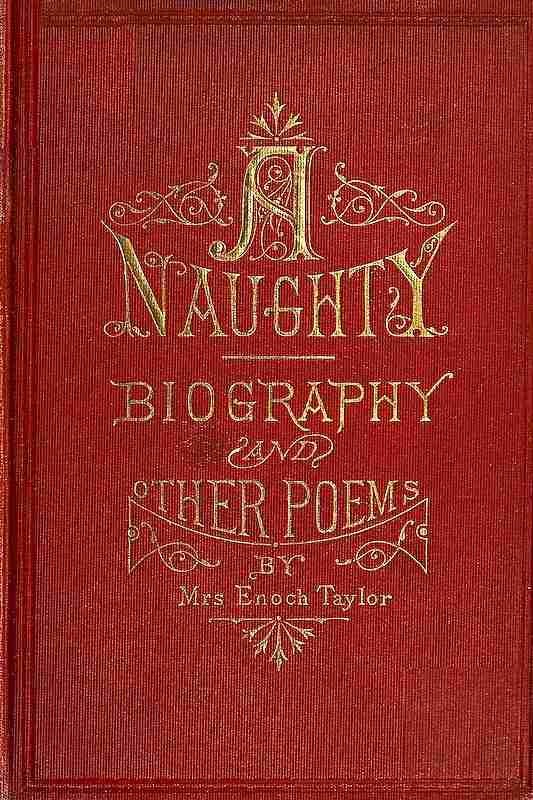 A
NAUGHTY
BIOGRAPHY
AND
OTHER POEMS
BY
Mrs Enoch Taylor